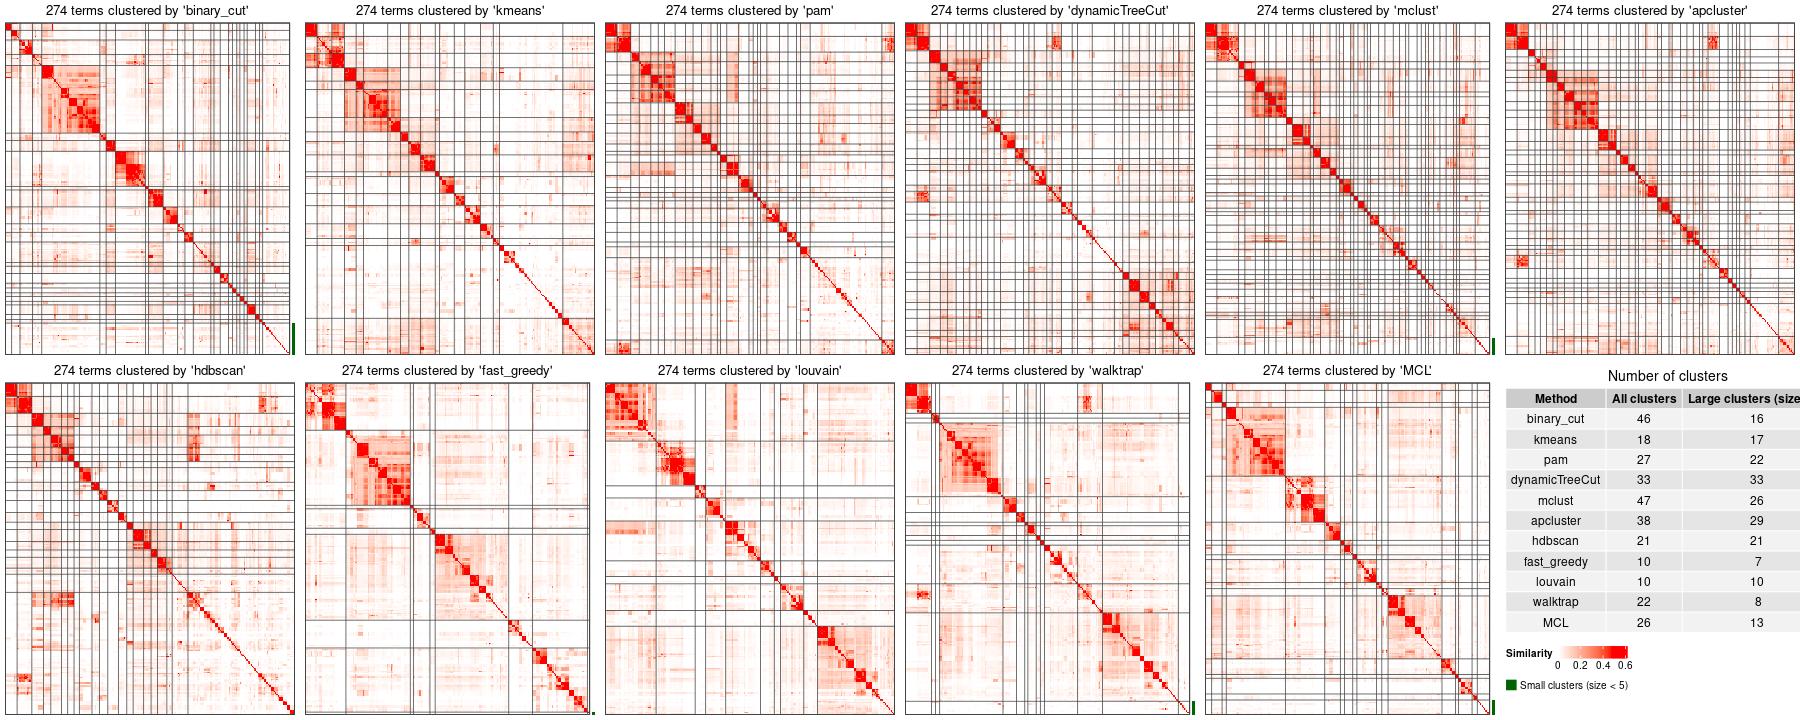 274 terms clustered by 'binary_cut'
274 terms clustered by 'kmeans'
274 terms clustered by 'pam'
274 terms clustered by 'dynamicTreeCut'
274 terms clustered by 'mclust'
274 terms clustered by 'apcluster'
274 terms clustered by 'hdbscan'
274 terms clustered by 'fast_greedy'
274 terms clustered by 'louvain'
274 terms clustered by 'walktrap'
274 terms clustered by 'MCL'
Number of clusters
Method All clusters Large clusters (size
binary_cut 46 16
kmeans 18 17
pam 27 22
dynamicTreeCut 33 33
mclust 47 26
apcluster 38 29
hdbscan 21 21
fast_greedy 10 7
louvain 10 10
walktrap 22 8
MCL 26 13
Similarity
0 0.2 0.4 0.6
Small clusters (size < 5)